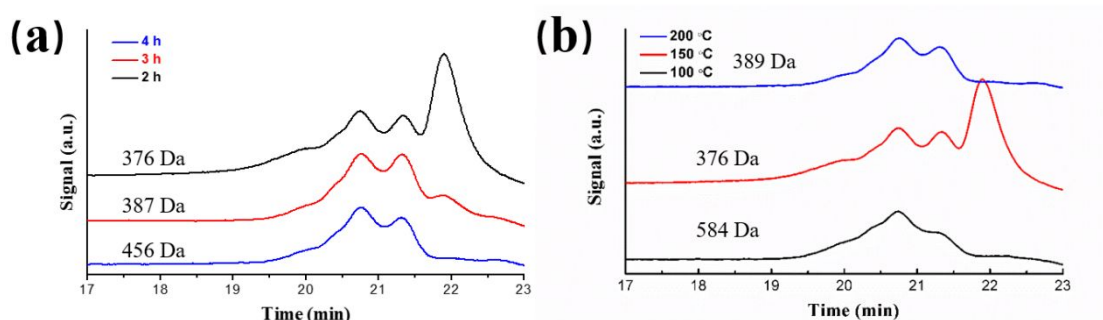 (a)
4 h
3 h
2 h
376 Da
387 Da
456 Da
Signal (a.u.)
17 18 19 20 21 22 23
Time (min)
(b)
200 °C
150 °C
100 °C
389 Da
376 Da
584 Da
Signal (a.u.)
17 18 19 20 21 22 23
Time (min)